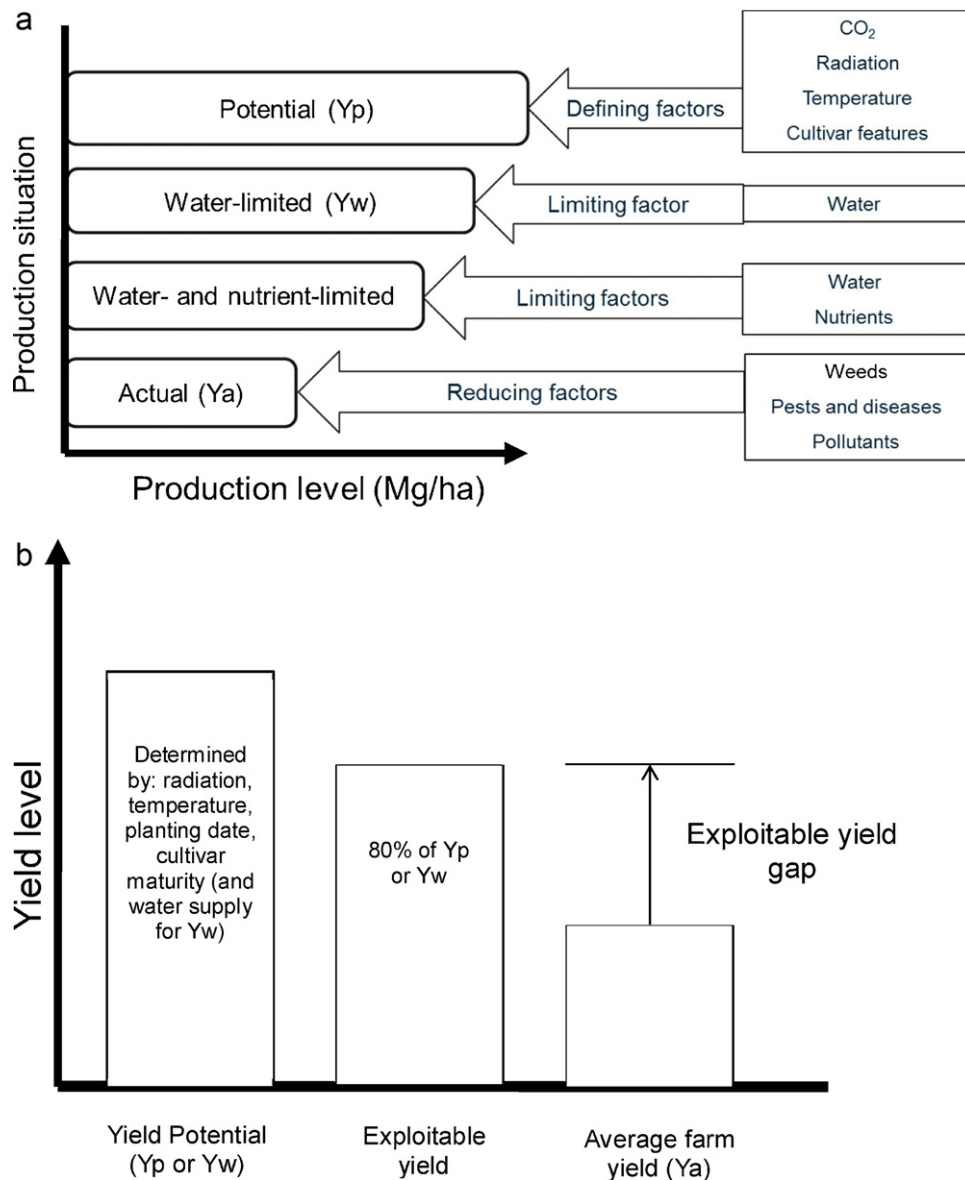 a
Production situation
Potential (Yp)
Defining factors
CO₂
Radiation
Temperature
Cultivar features
Water-limited (Yw)
Limiting factor
Water
Water- and nutrient-limited
Limiting factors
Water
Nutrients
Actual (Ya)
Reducing factors
Weeds
Pests and diseases
Pollutants
Production level (Mg/ha)
b
Yield level
Determined
by: radiation,
temperature,
planting date,
cultivar
maturity (and
water supply
for Yw)
80% of Yp
or Yw
Exploitable yield
gap
Yield Potential
(Yp or Yw)
Exploitable
yield
Average farm
yield (Ya)